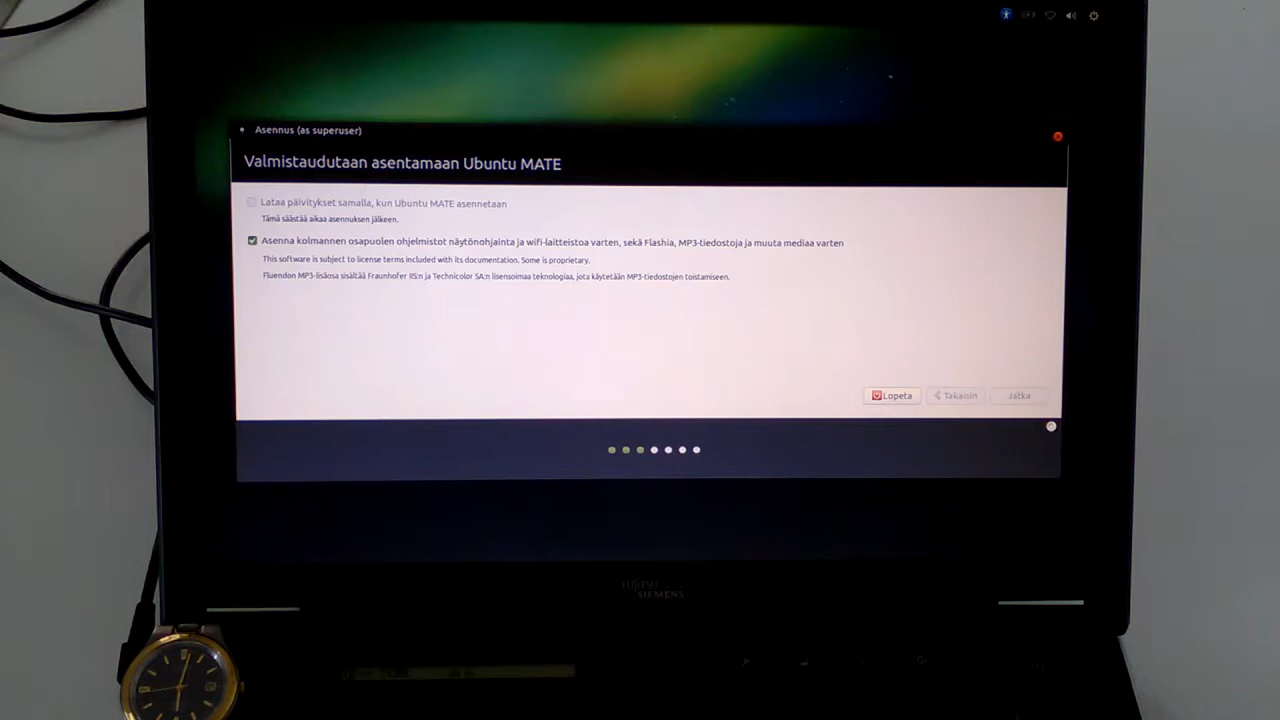 Asennus (as superuser)
Valmistaudutaan asentamaan Ubuntu MATE
Lataa päivitykset samalla, kun Ubuntu MATE asennetaan
Tämä säästää aikaa asennuksen jälkeen.
Asenna kolmannen osapuolen ohjelmistot näytönohjainta ja wifi-laitteistoa varten, sekä Flashia, MP3-tiedostoja ja muuta mediaa varten
This software is subject to license terms included with its documentation. Some is proprietary.
Fluendon MP3-lisäosa sisältää Fraunhofer IIS:n ja Technicolor SA:n lisensoimaa teknologiaa, jota käytetään MP3-tiedostojen toistamiseen.
Lopeta Takaisin Jatka
FUJITSU
SIEMENS